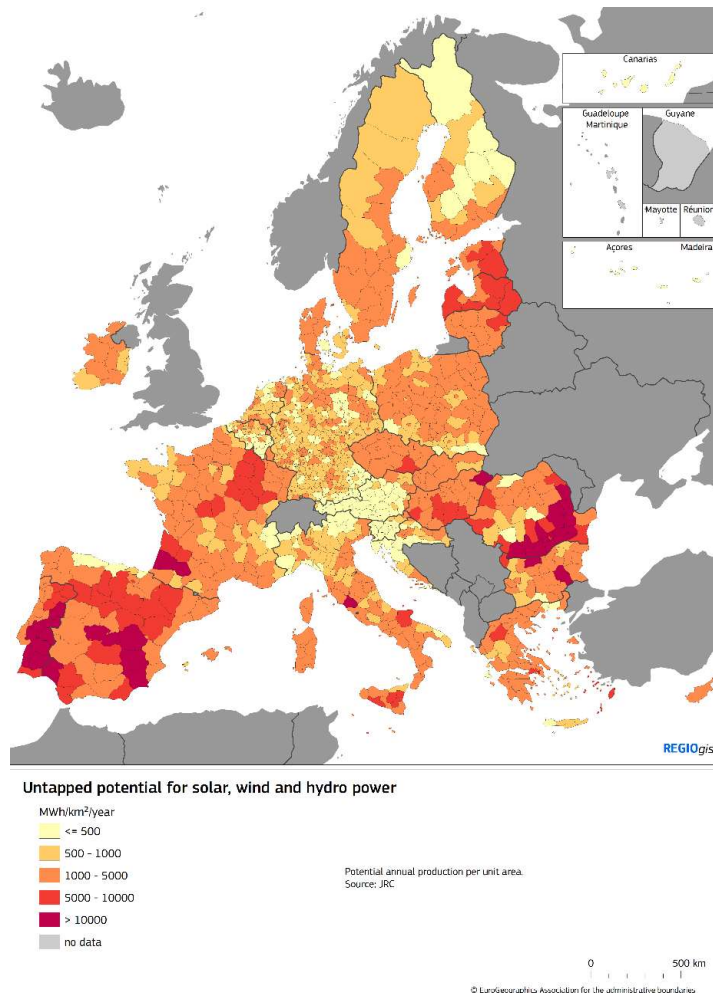 Canarias
Guadeloupe
Martinique
Guyane
Mayotte
Réunion
Açores
Madeira
REGIOgis
Untapped potential for solar, wind and hydro power
MWh/km²/year
<= 500
500 - 1000
1000 - 5000
5000 - 10000
> 10000
no data
Potential annual production per unit area.
Source: JRC
0 500 km
© EuroGeographics Association for the administrative boundaries